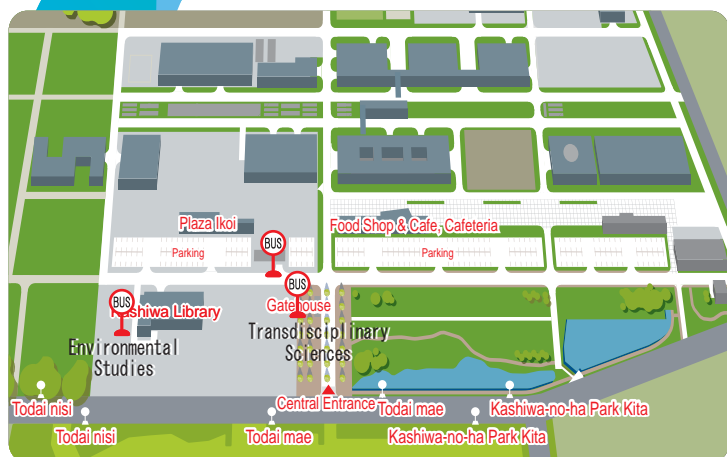 Plaza Ikoi
Food Shop & Cafe, Cafeteria
BUS
Parking
Parking
BUS
BUS
Gatehouse
Kashiwa Library
Transdisciplinary
Sciences
Environmental
Studies
Central Entrance
Todai nisi
Todai mae
Kashiwa-no-ha Park Kita
Todai nisi
Todai mae
Kashiwa-no-ha Park Kita